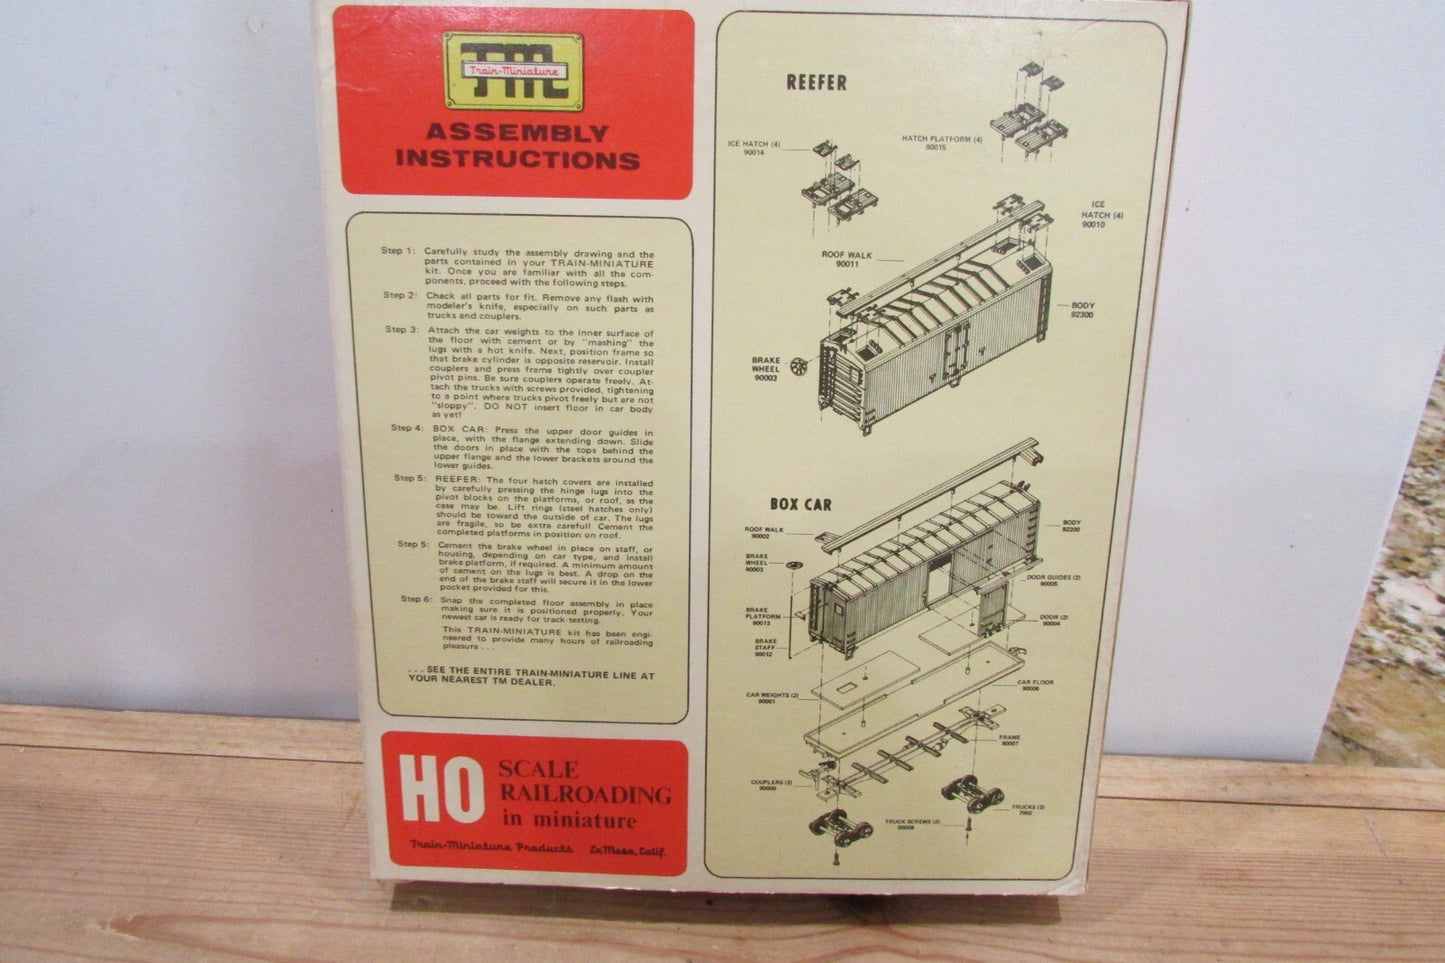 TM
Train-Miniature
ASSEMBLY
INSTRUCTIONS
Step 1: Carefully study the assembly drawing and the
parts contained in your TRAIN-MINIATURE
kit. Once you are familiar with all the com-
ponents, proceed with the following steps.
Step 2: Check all parts for fit. Remove any flash with
modeler's knife, especially on such parts as
trucks and couplers.
Step 3: Attach the car weights to the inner surface of
the floor with cement or by "mashing" the
lugs with a hot knife. Next, position frame so
that brake cylinder is opposite reservoir. Install
couplers and press frame tightly over coupler
pivot pins. Be sure couplers operate freely. At-
tach the trucks with screws provided, tightening
to a point where trucks pivot freely but are not
"sloppy". DO NOT insert floor in car body
as yet!
Step 4: BOX CAR: Press the upper door guides in
place, with the flange extending down. Slide
the doors in place with the tops behind the
upper flange and the lower brackets around the
lower guides.
Step 5: REEFER: The four hatch covers are installed
by carefully pressing the hinge lugs into the
pivot blocks on the platforms, or roof, as the
case may be. Lift rings (steel hatches only)
should be toward the outside of car. The lugs
are fragile, so be extra careful! Cement the
completed platforms in position on roof.
Step 5: Cement the brake wheel in place on staff, or
housing, depending on car type, and install
brake platform, if required. A minimum amount
of cement on the lugs is best. A drop on the
end of the brake staff will secure it in the lower
pocket provided for this.
Step 6: Snap the completed floor assembly in place
making sure it is positioned properly. Your
newest car is ready for track-testing.
This TRAIN-MINIATURE kit has been engi-
neered to provide many hours of railroading
pleasure . . .
. . . SEE THE ENTIRE TRAIN-MINIATURE LINE AT
YOUR NEAREST TM DEALER.
HO SCALE
RAILROADING
in miniature
Train-Miniature Products La Mesa, Calif.
REEFER
ICE HATCH (4)
90014
HATCH PLATFORM (4)
90015
ICE
HATCH (4)
90010
ROOF WALK
90011
BODY
92300
BRAKE
WHEEL
90003
BOX CAR
ROOF WALK
90002
BODY
92200
BRAKE
WHEEL
90003
DOOR GUIDES (2)
90005
BRAKE
PLATFORM
90013
DOOR (2)
90004
BRAKE
STAFF
90012
CAR WEIGHTS (2)
90001
CAR FLOOR
90006
FRAME
90007
COUPLERS (2)
TRUCKS (2)
7002
TRUCK SCREWS (2)
90009